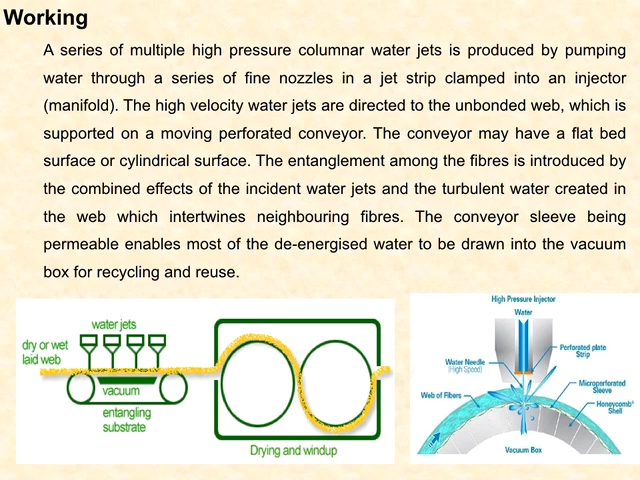 Working
A series of multiple high pressure columnar water jets is produced by pumping
water through a series of fine nozzles in a jet strip clamped into an injector
(manifold). The high velocity water jets are directed to the unbonded web, which is
supported on a moving perforated conveyor. The conveyor may have a flat bed
surface or cylindrical surface. The entanglement among the fibres is introduced by
the combined effects of the incident water jets and the turbulent water created in
the web which intertwines neighbouring fibres. The conveyor sleeve being
permeable enables most of the de-energised water to be drawn into the vacuum
box for recycling and reuse.
water jets
dry or wet
laid web
vacuum
entangling
substrate
Drying and windup
High Pressure Injector
Water
Perforated plate
Strip
Water Needle
(High Speed)
Microperforated
Sleeve
Web of Fibers
Honeycomb
Shell
Vacuum Box